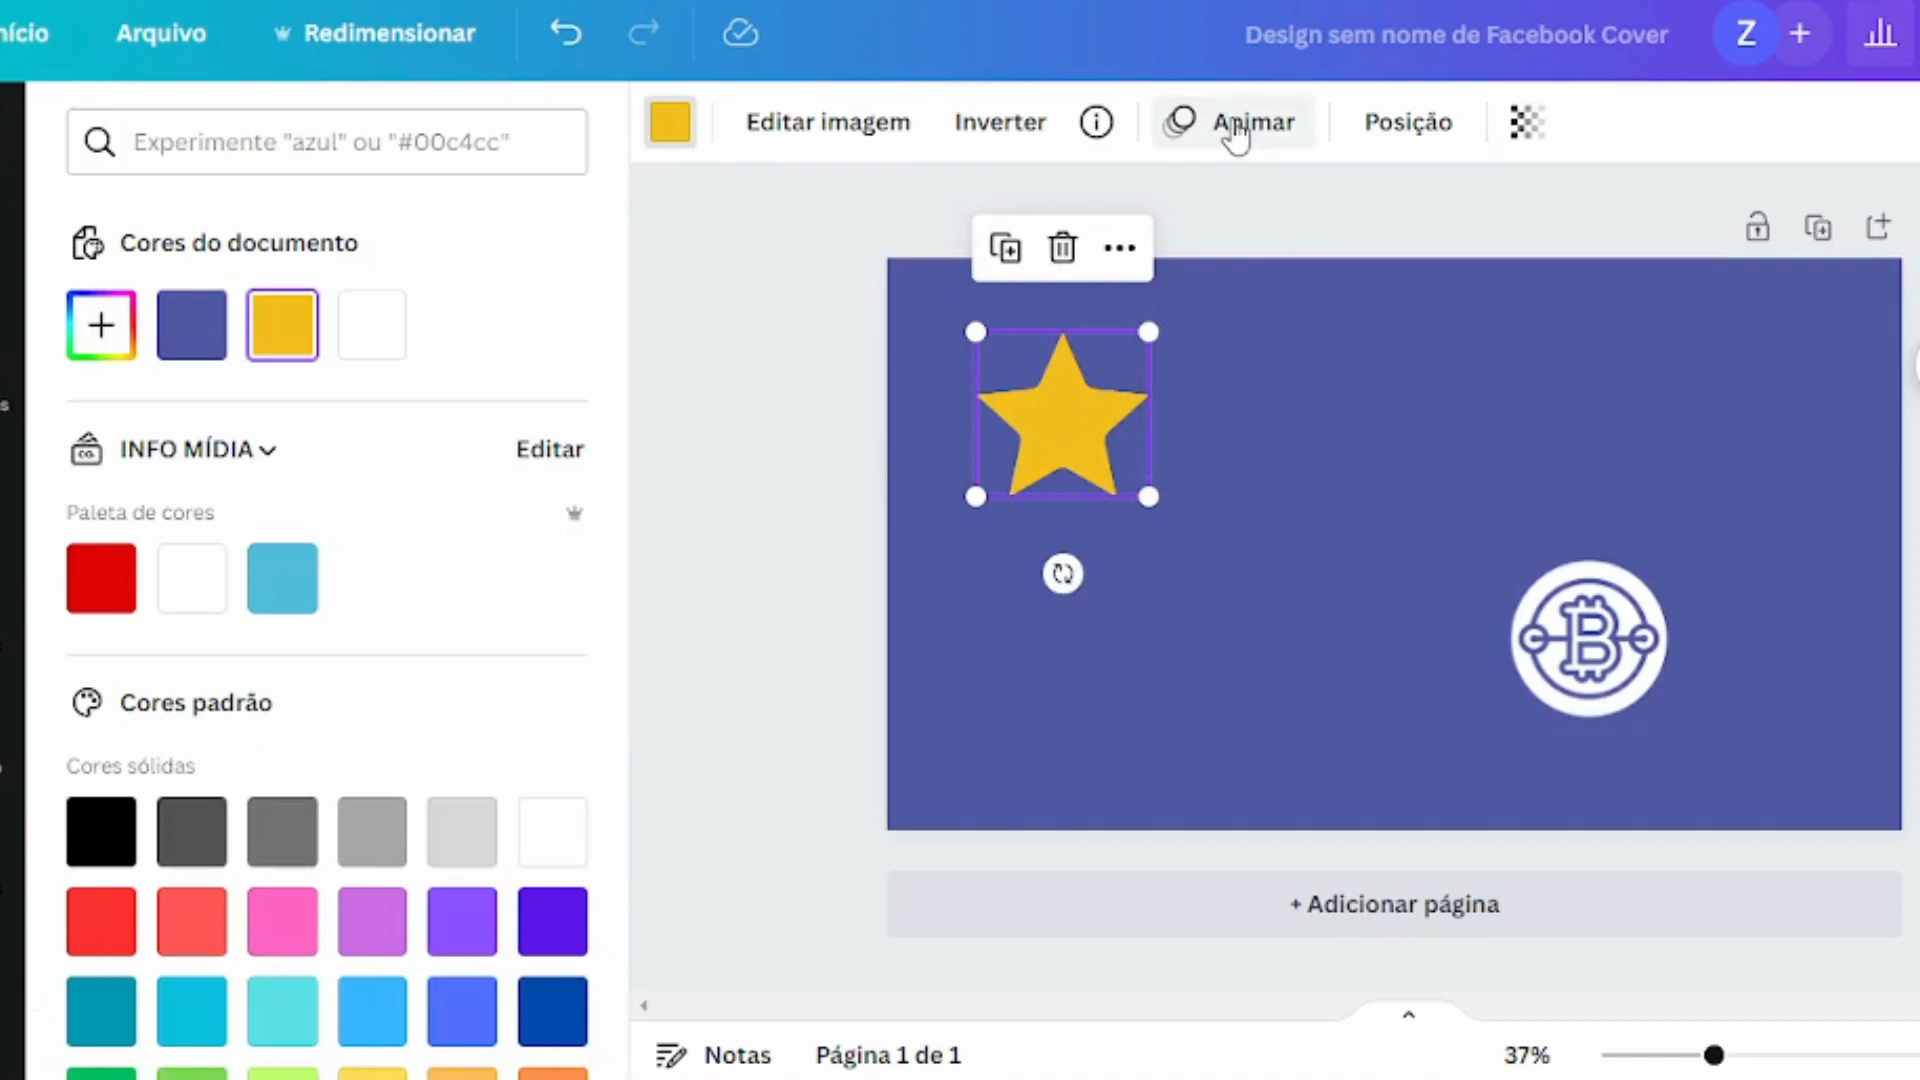 nício
Arquivo
Redimensionar
Design sem nome de Facebook Cover
Z
Experimente "azul" ou "#00c4cc"
Editar imagem
Inverter
Animar
Posição
Cores do documento
INFO MÍDIA
Editar
CO.
Paleta de cores
Cores padrão
Cores sólidas
B
+ Adicionar página
Notas
Página 1 de 1
37%